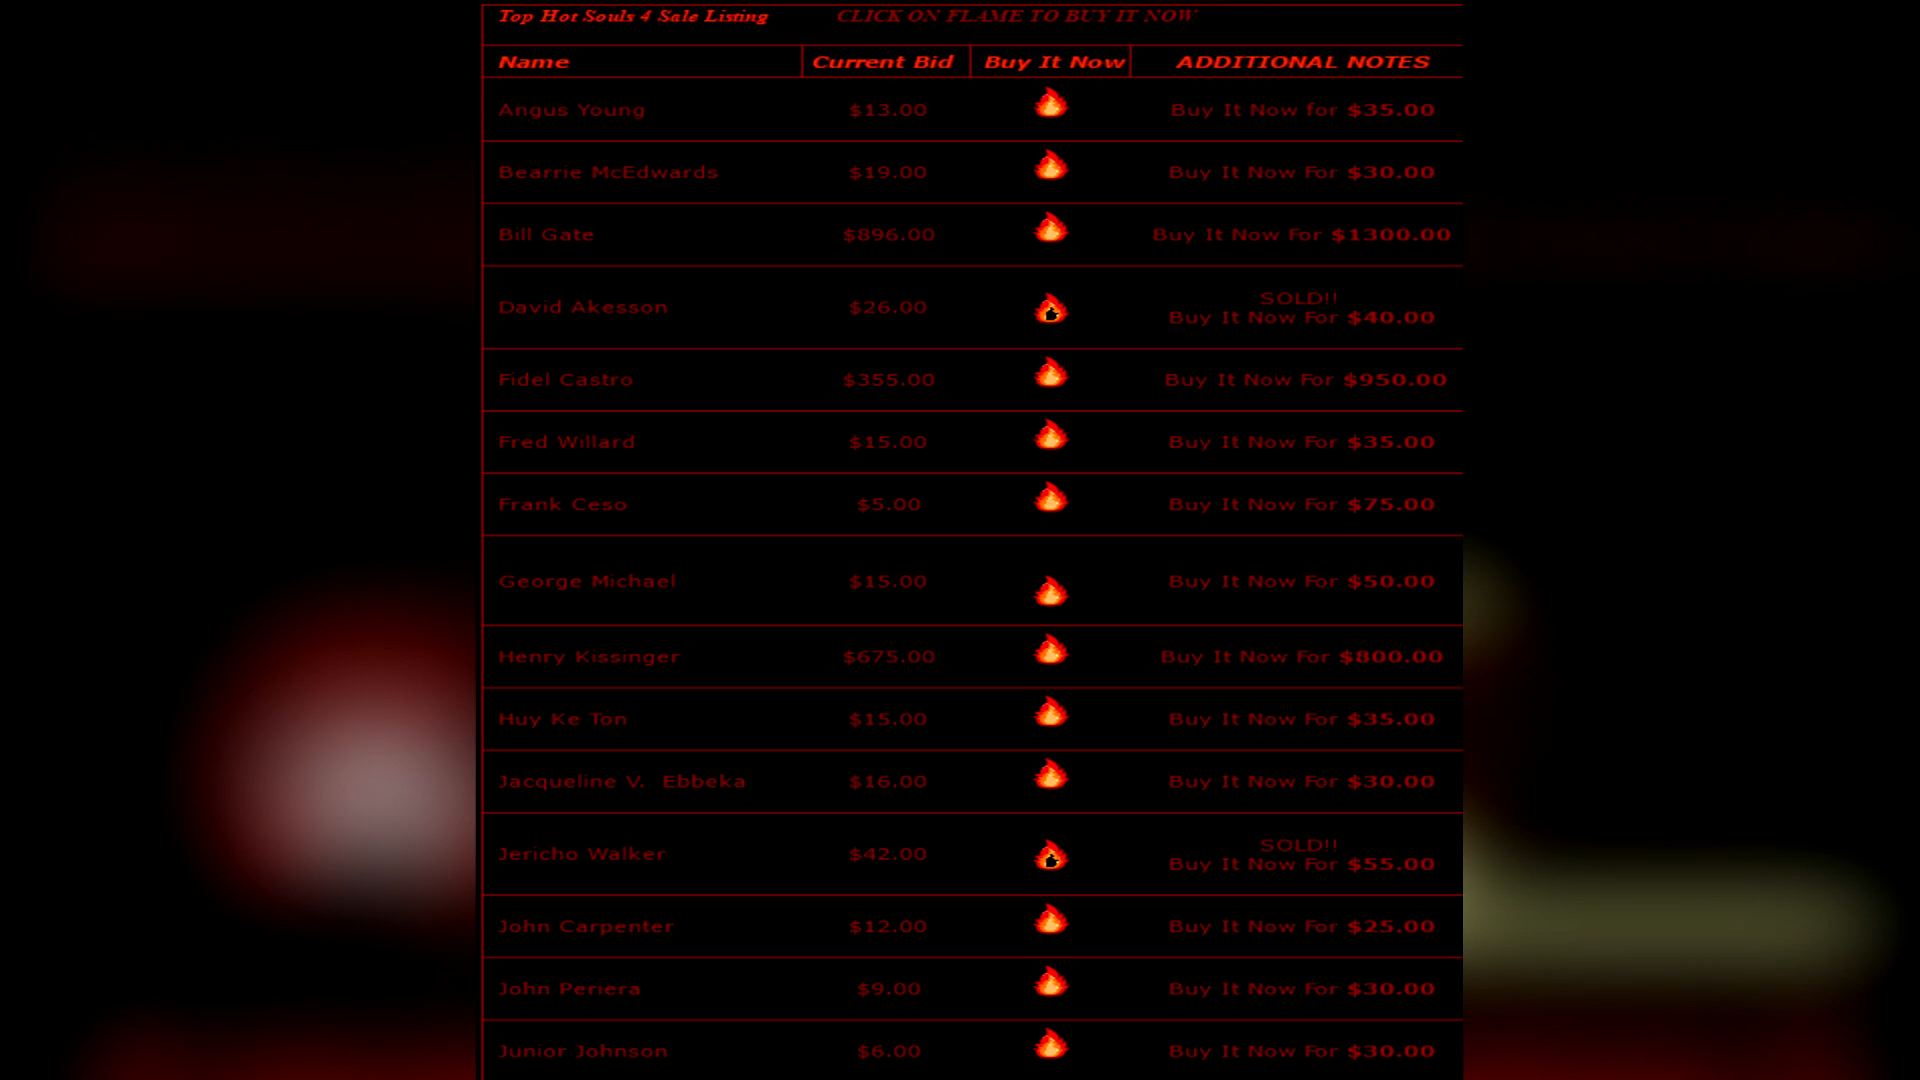 Top Hot Souls 4 Sale Listing CLICK ON FLAME TO BUY IT NOW
Name Current Bid Buy It Now ADDITIONAL NOTES
Angus Young $13.00 Buy It Now for $35.00
Bearrie McEdwards $19.00 Buy It Now For $30.00
Bill Gate $896.00 Buy It Now For $1300.00
David Akesson $26.00 SOLD!!
Buy It Now For $40.00
Fidel Castro $355.00 Buy It Now For $950.00
Fred Willard $15.00 Buy It Now For $35.00
Frank Ceso $5.00 Buy It Now For $75.00
George Michael $15.00 Buy It Now For $50.00
Henry Kissinger $675.00 Buy It Now For $800.00
Huy Ke Ton $15.00 Buy It Now For $35.00
Jacqueline V. Ebbeka $16.00 Buy It Now For $30.00
Jericho Walker $42.00 SOLD!!
Buy It Now For $55.00
John Carpenter $12.00 Buy It Now For $25.00
John Periera $9.00 Buy It Now For $30.00
Junior Johnson $6.00 Buy It Now For $30.00